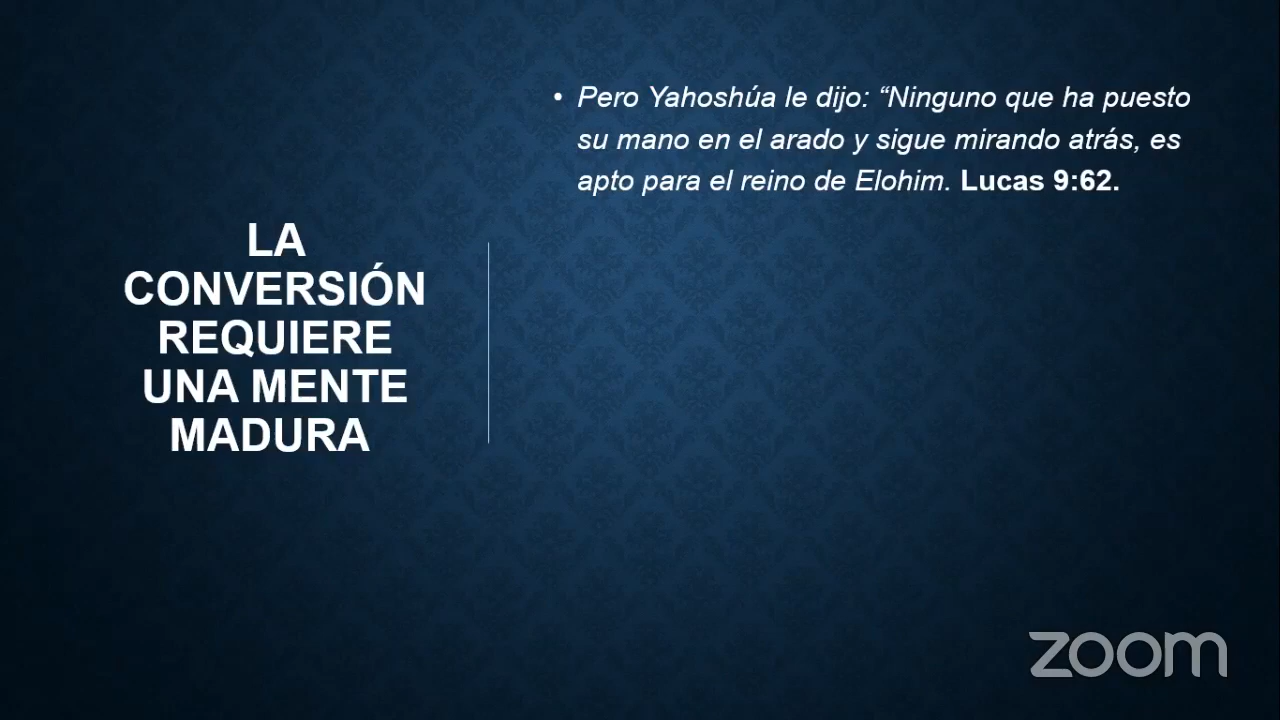 LA
CONVERSIÓN
REQUIERE
UNA MENTE
MADURA
• Pero Yahoshúa le dijo: “Ninguno que ha puesto
su mano en el arado y sigue mirando atrás, es
apto para el reino de Elohim. Lucas 9:62.
zoom